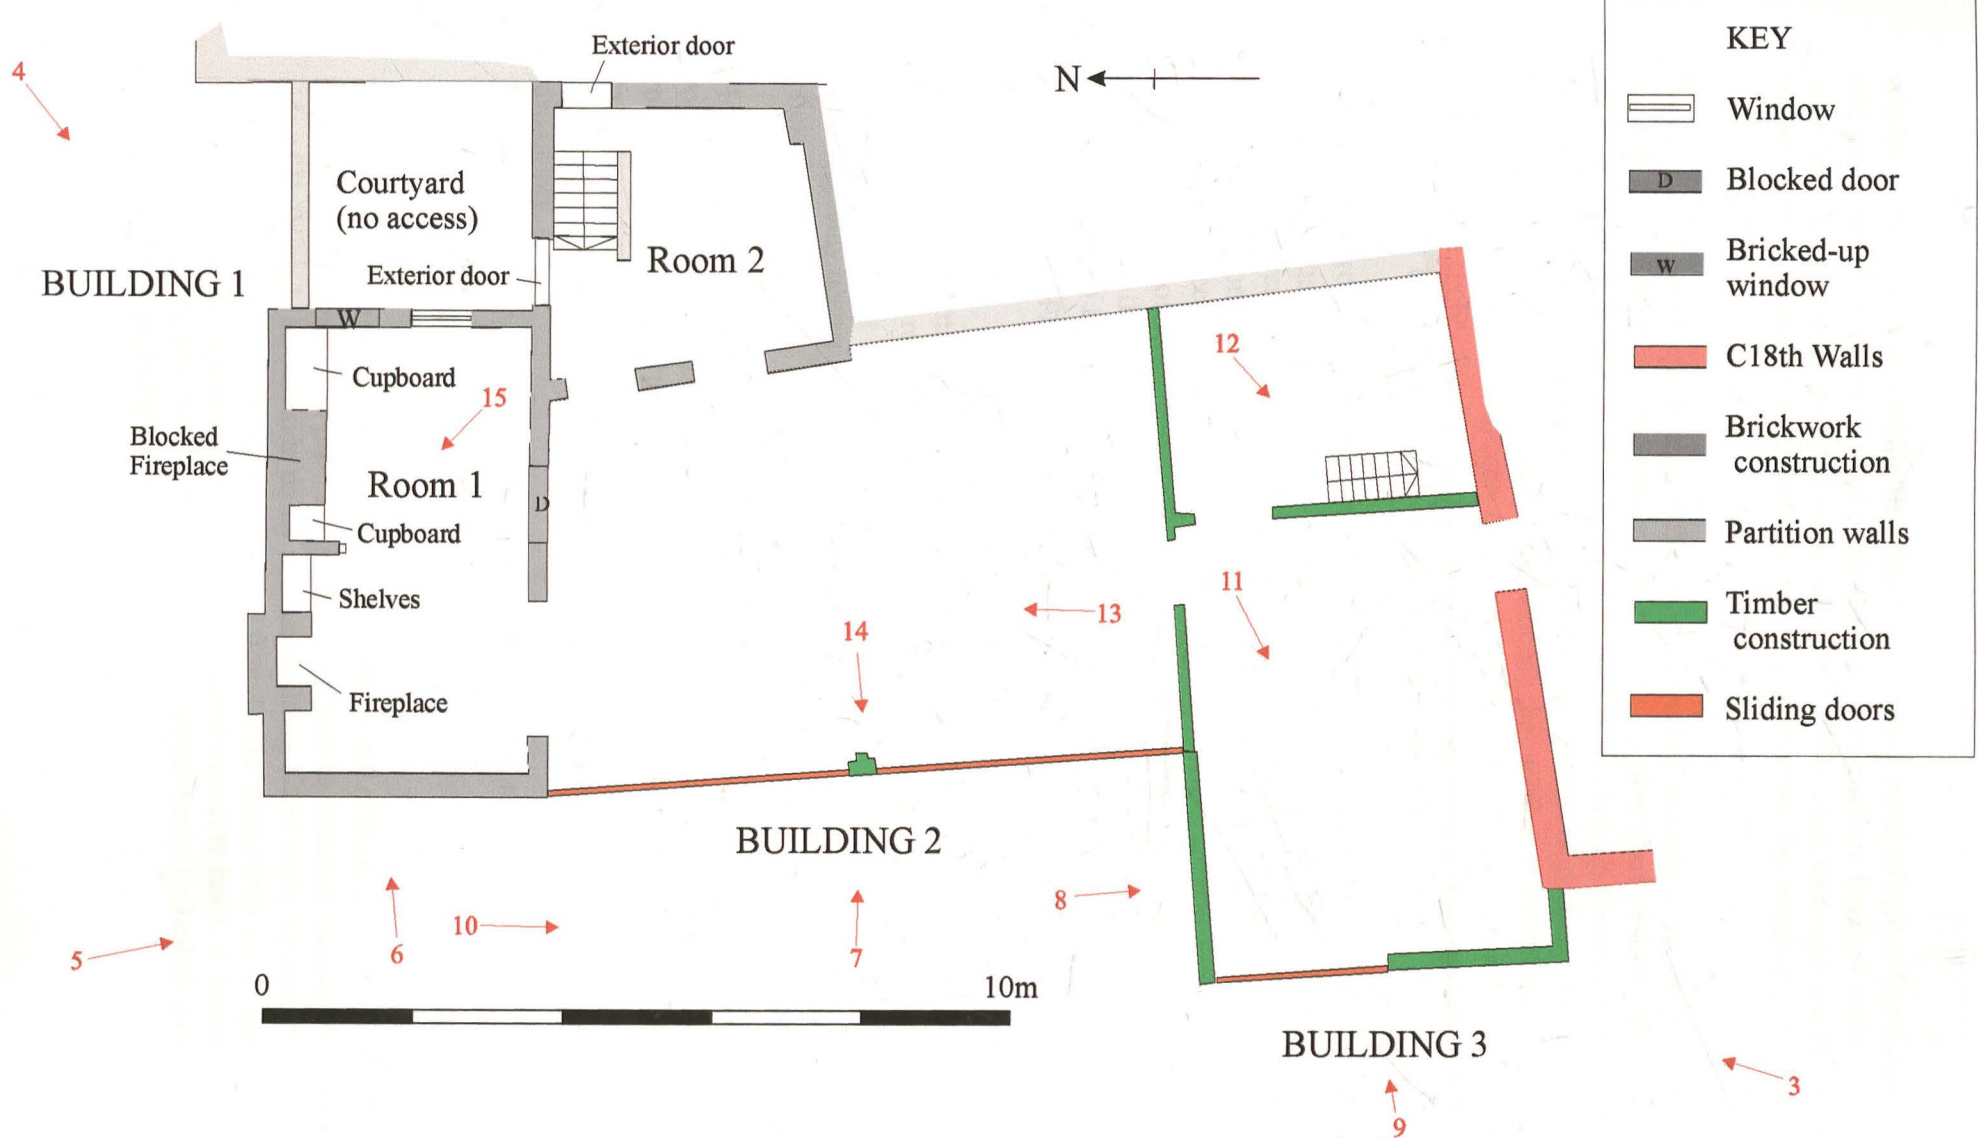 4
Exterior door
N
KEY
Window
D
Blocked door
W
Bricked-up
window
C18th Walls
Brickwork
construction
Partition walls
Timber
construction
Sliding doors
Courtyard
(no access)
Room 2
BUILDING 1
Exterior door
W
Cupboard
15
12
Blocked
Fireplace
Room 1
D
Cupboard
Shelves
11
13
14
Fireplace
BUILDING 2
8
10
5
6
7
0
10m
BUILDING 3
3
9